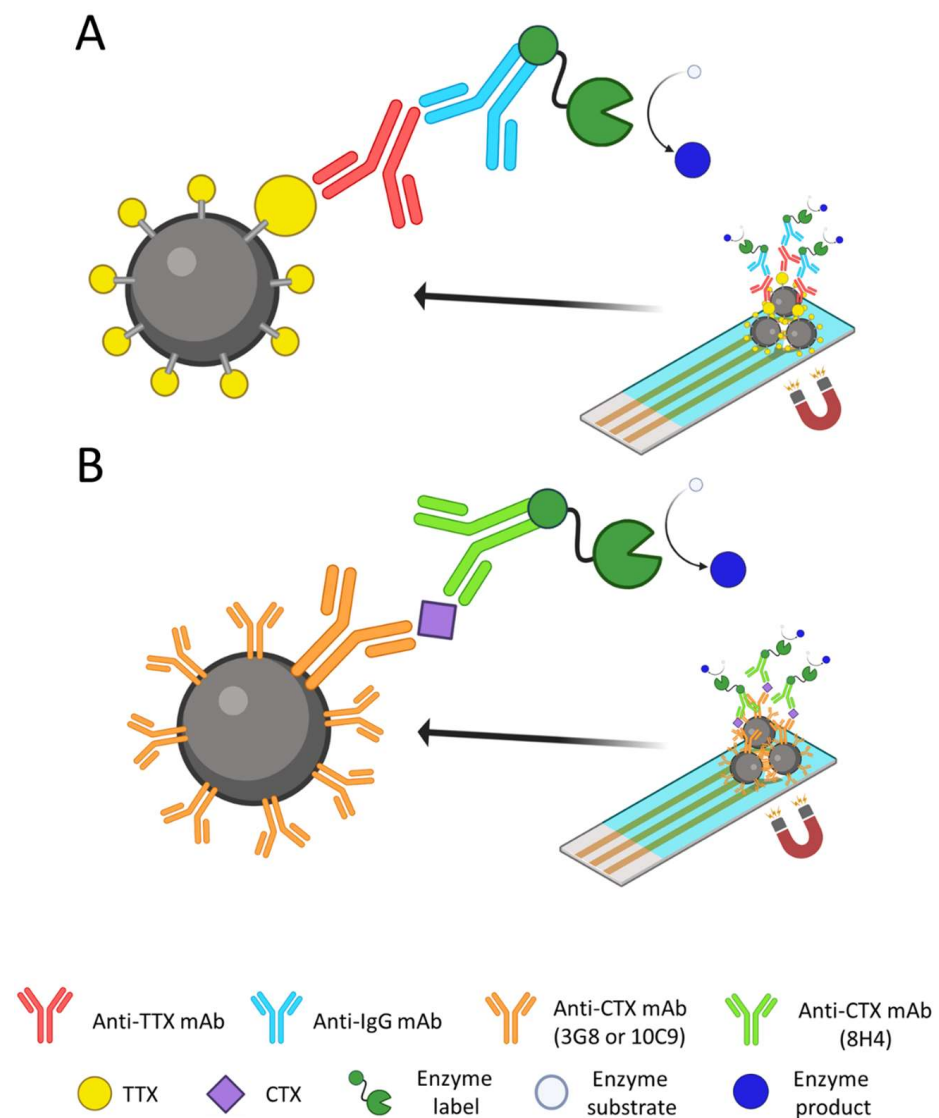 A
B
Anti-TTX mAb
Anti-IgG mAb
Anti-CTX mAb
(3G8 or 10C9)
Anti-CTX mAb
(8H4)
TTX
CTX
Enzyme
label
Enzyme
substrate
Enzyme
product